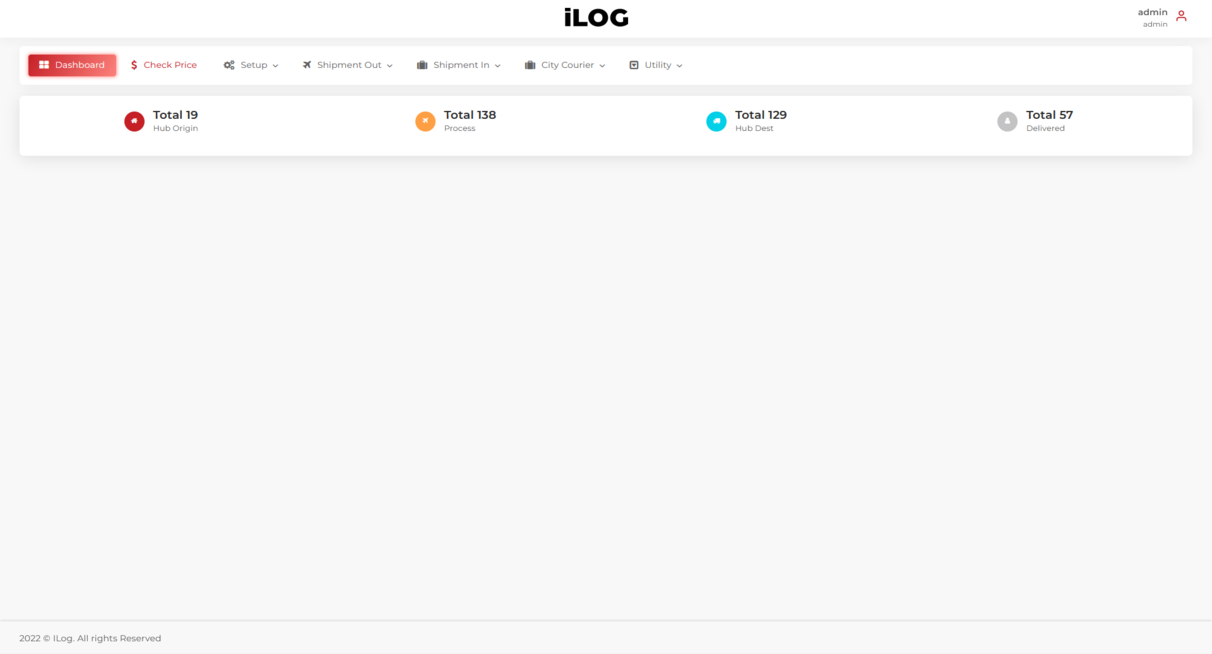 iLOG
admin
admin
Dashboard
Check Price
Setup
Shipment Out
Shipment In
City Courier
Utility
Total 19
Hub Origin
Total 138
Process
Total 129
Hub Dest
Total 57
Delivered
2022 © ILog. All rights Reserved